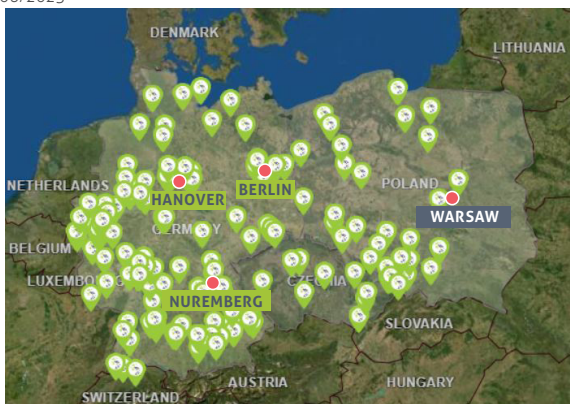 DENMARK
LITHUANIA
NETHERLANDS
HANOVER
BERLIN
POLAND
WARSAW
GERMANY
BELGIUM
LUXEMBOURG
CZECHIA
NUREMBERG
SLOVAKIA
AUSTRIA
HUNGARY
SWITZERLAND